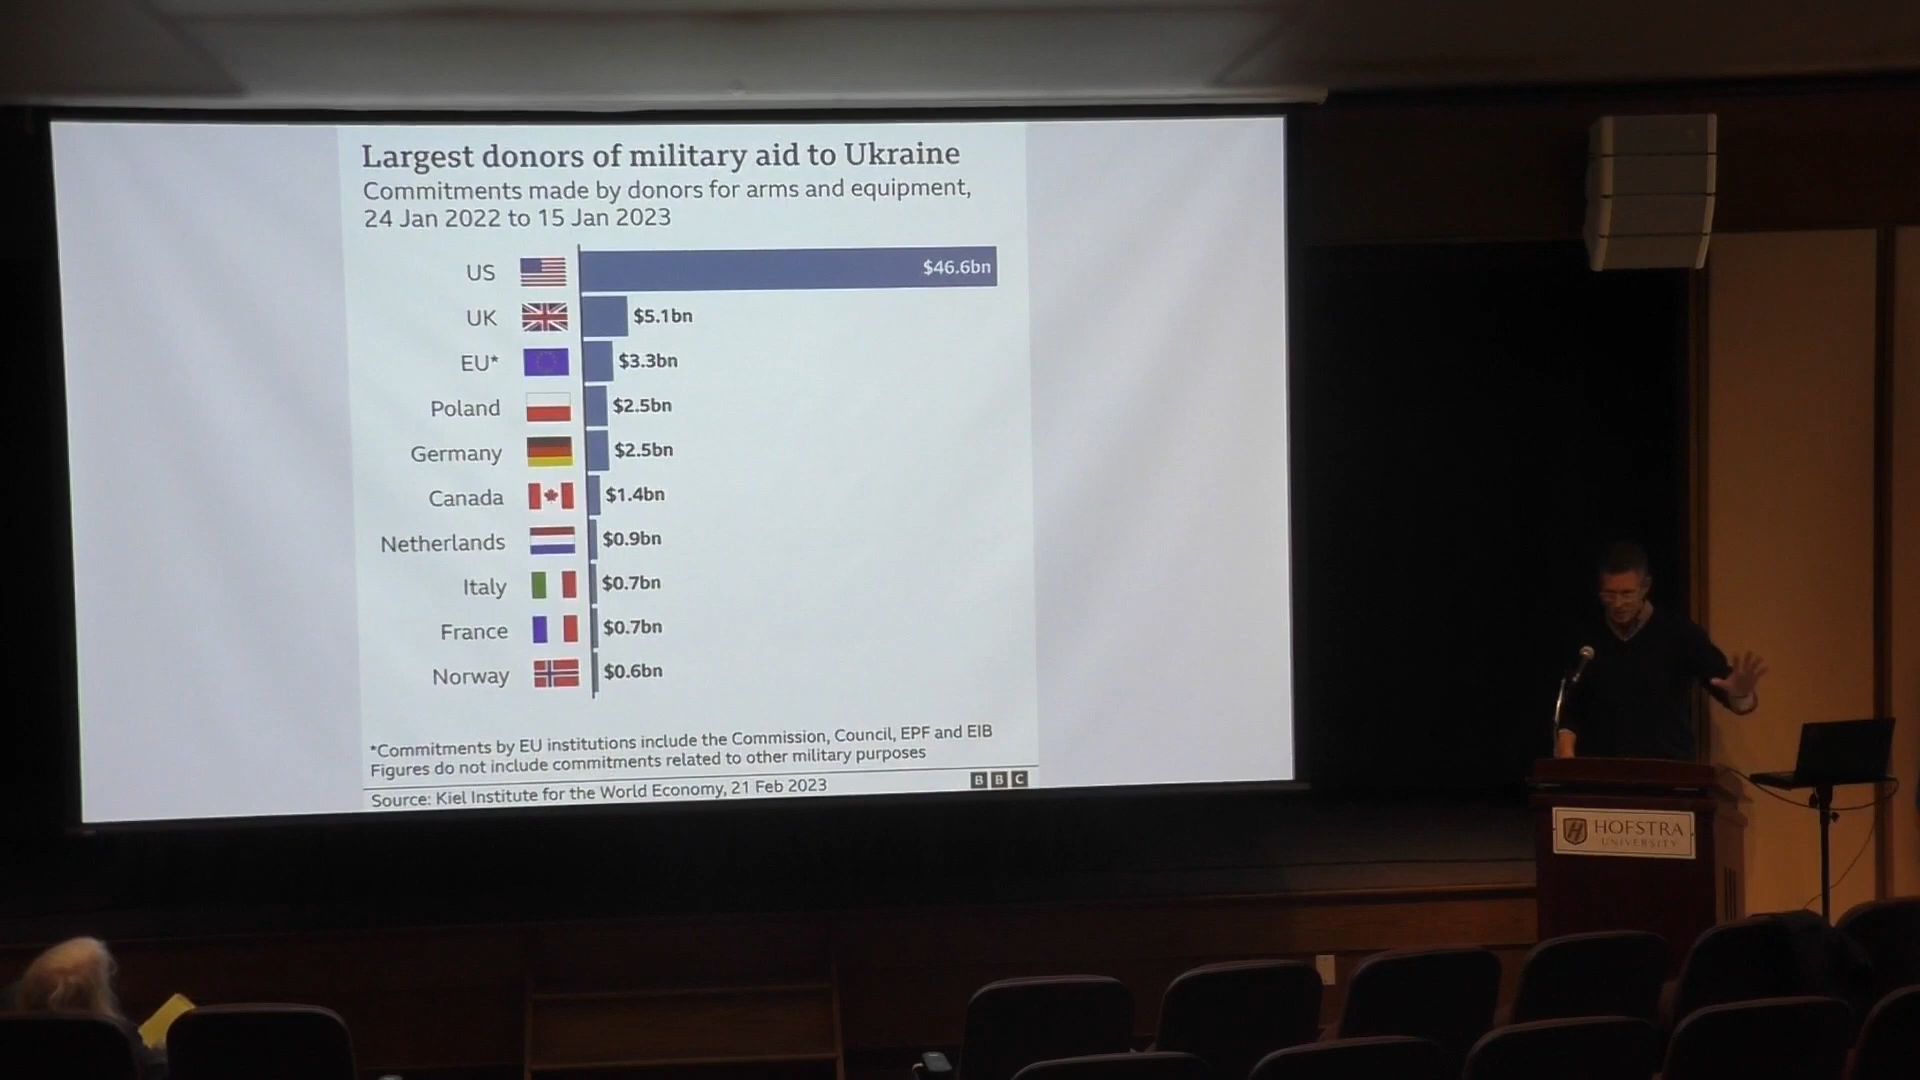 Largest donors of military aid to Ukraine
Commitments made by donors for arms and equipment,
24 Jan 2022 to 15 Jan 2023
US $46.6bn
UK $5.1bn
EU* $3.3bn
Poland $2.5bn
Germany $2.5bn
Canada $1.4bn
Netherlands $0.9bn
Italy $0.7bn
France $0.7bn
Norway $0.6bn
*Commitments by EU institutions include the Commission, Council, EPF and EIB
Figures do not include commitments related to other military purposes
Source: Kiel Institute for the World Economy, 21 Feb 2023
BBC
H HOFSTRA
UNIVERSITY